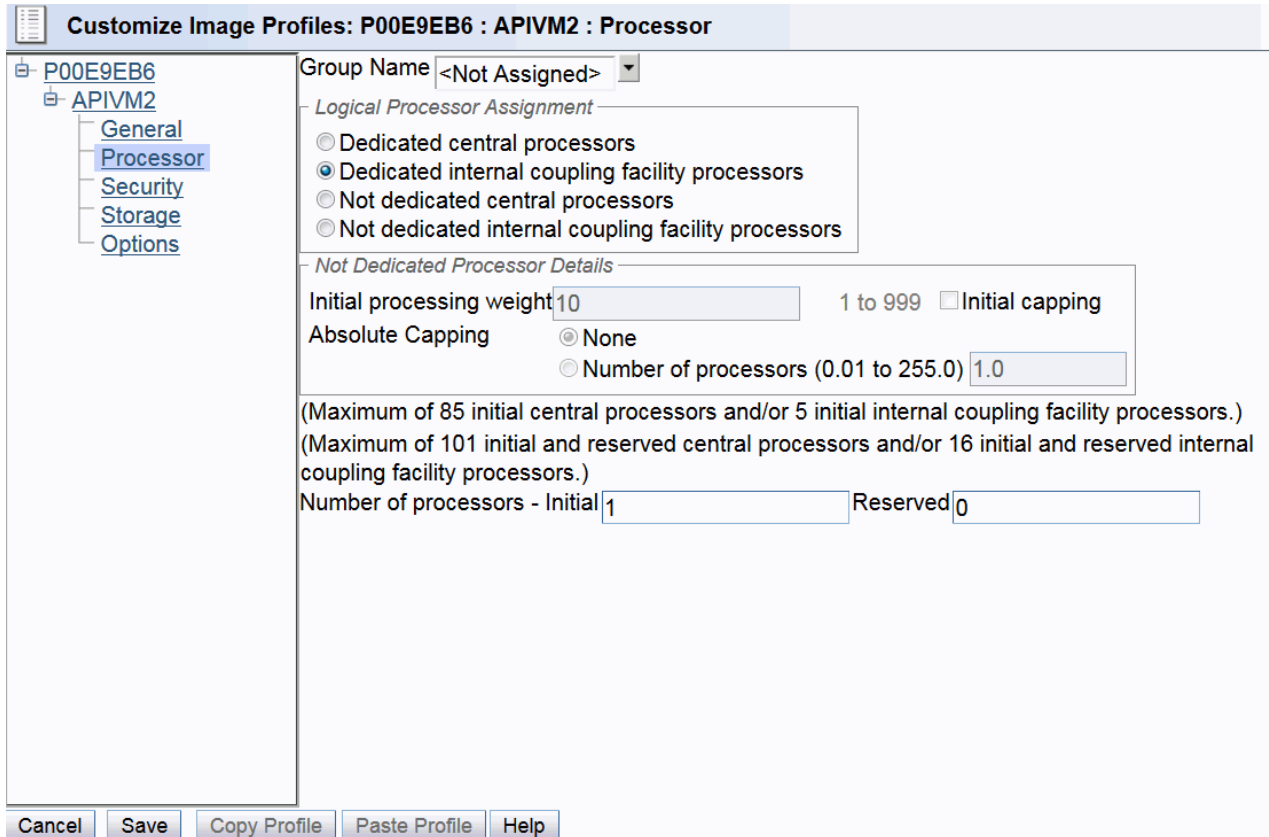 Customize Image Profiles: P00E9EB6 : APIVM2 : Processor
P00E9EB6
APIVM2
General
Processor
Security
Storage
Options
Group Name <Not Assigned>
Logical Processor Assignment
Dedicated central processors
Dedicated internal coupling facility processors
Not dedicated central processors
Not dedicated internal coupling facility processors
Not Dedicated Processor Details
Initial processing weight 10 1 to 999 Initial capping
Absolute Capping None
Number of processors (0.01 to 255.0) 1.0
(Maximum of 85 initial central processors and/or 5 initial internal coupling facility processors.)
(Maximum of 101 initial and reserved central processors and/or 16 initial and reserved internal
coupling facility processors.)
Number of processors - Initial 1 Reserved 0
Cancel Save Copy Profile Paste Profile Help